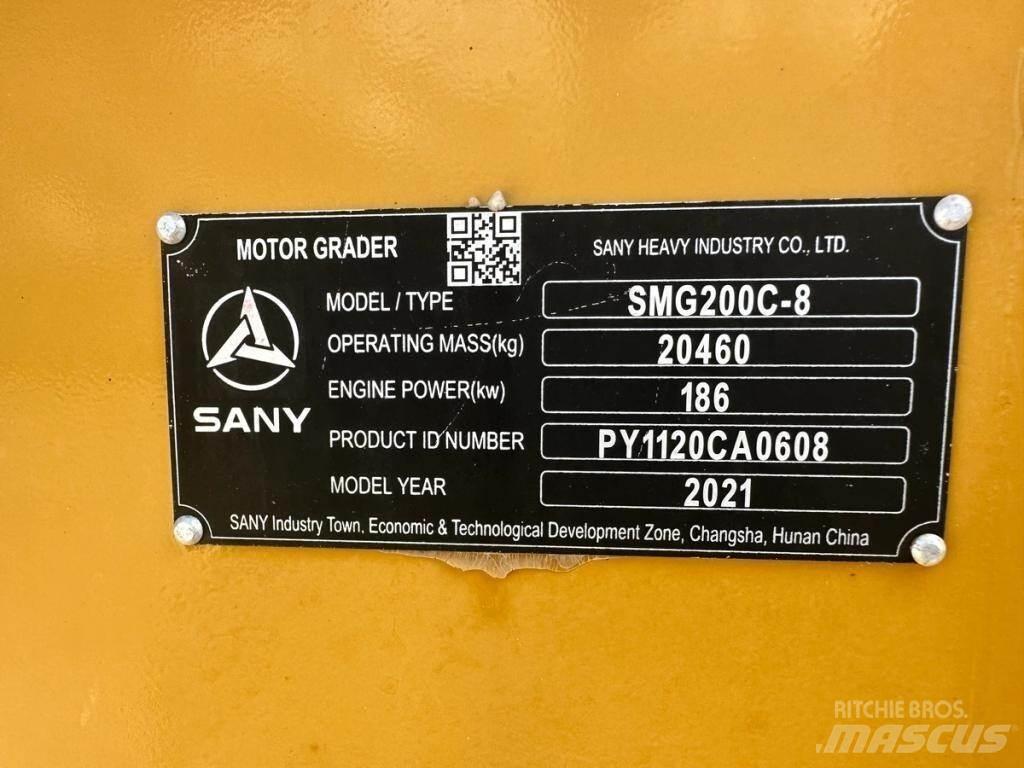 MOTOR GRADER
SANY HEAVY INDUSTRY CO., LTD.
MODEL / TYPE SMG200C-8
OPERATING MASS(kg) 20460
ENGINE POWER(kw) 186
SANY
PRODUCT ID NUMBER PY1120CA0608
MODEL YEAR 2021
SANY Industry Town, Economic & Technological Development Zone, Changsha, Hunan China
RITCHIE BROS.
MASCUS